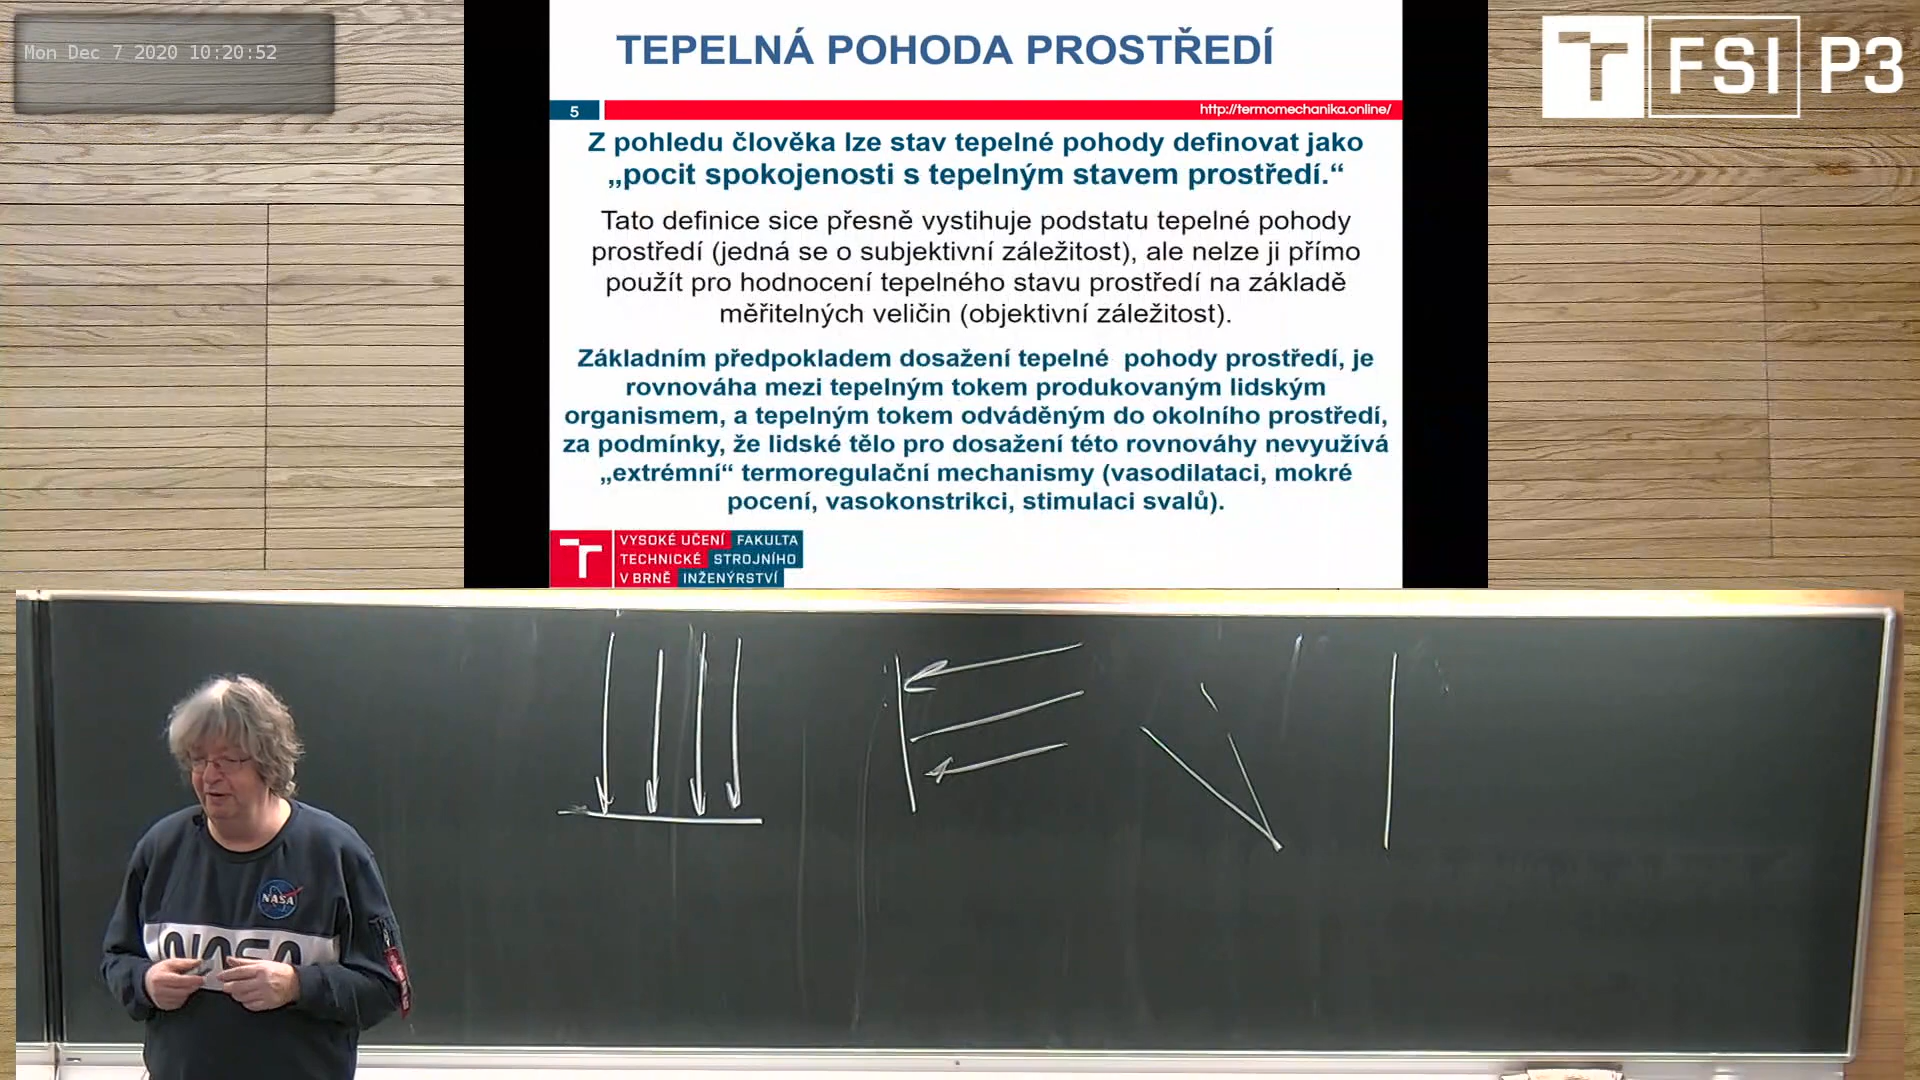 Mon Dec 7 2020 10:20:52
TEPELNÁ POHODA PROSTŘEDÍ
FSI P3
5
http://termomechanika.online/
Z pohledu člověka lze stav tepelné pohody definovat jako
„pocit spokojenosti s tepelným stavem prostředí.“
Tato definice sice přesně vystihuje podstatu tepelné pohody
prostředí (jedná se o subjektivní záležitost), ale nelze ji přímo
použít pro hodnocení tepelného stavu prostředí na základě
měřitelných veličin (objektivní záležitost).
Základním předpokladem dosažení tepelné pohody prostředí, je
rovnováha mezi tepelným tokem produkovaným lidským
organismem, a tepelným tokem odváděným do okolního prostředí,
za podmínky, že lidské tělo pro dosažení této rovnováhy nevyužívá
„extrémní“ termoregulační mechanismy (vasodilataci, mokré
pocení, vasokonstrikci, stimulaci svalů).
VYSOKÉ UČENÍ FAKULTA
TECHNICKÉ STROJNÍHO
V BRNĚ INŽENÝRSTVÍ
NASA
NASA